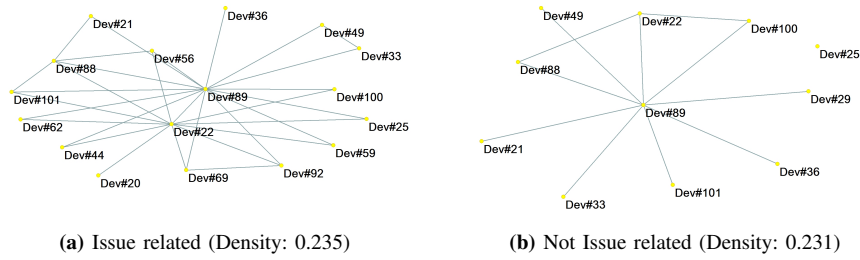 Dev#21
Dev#36
Dev#49
Dev#33
Dev#56
Dev#88
Dev#89
Dev#101
Dev#100
Dev#62
Dev#22
Dev#25
Dev#44
Dev#59
Dev#20
Dev#69
Dev#92
(a) Issue related (Density: 0.235)
Dev#49
Dev#22
Dev#100
Dev#25
Dev#88
Dev#29
Dev#89
Dev#21
Dev#36
Dev#101
Dev#33
(b) Not Issue related (Density: 0.231)